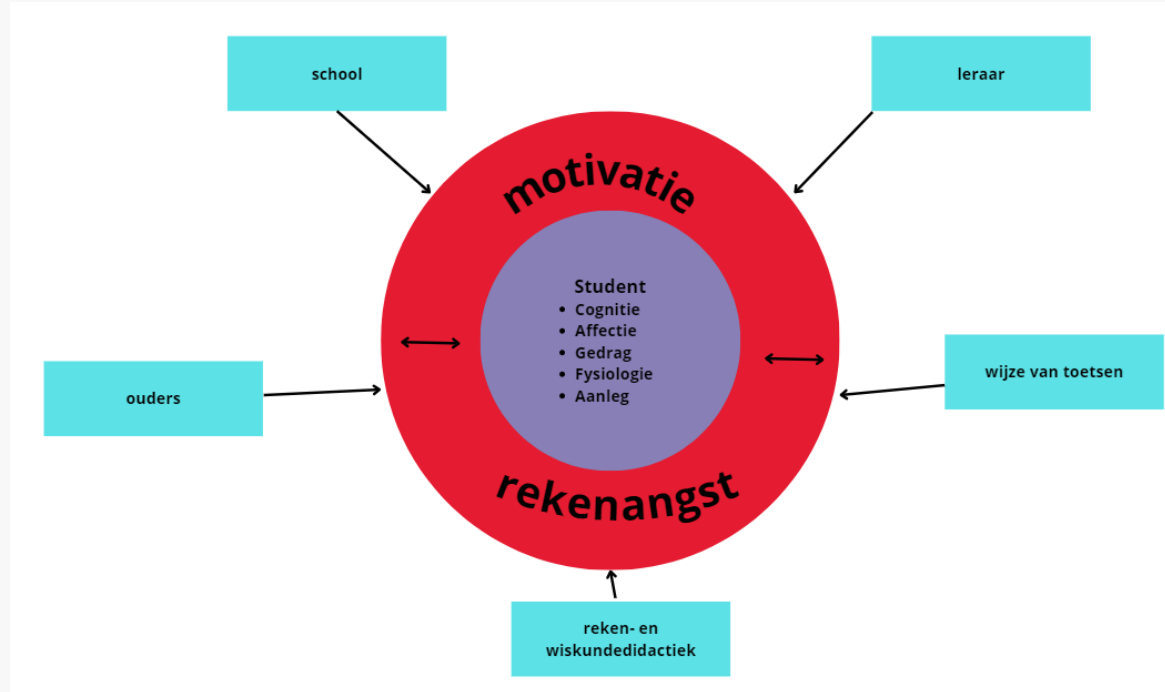 school
leraar
motivatie
Student
• Cognitie
• Affectie
• Gedrag
• Fysiologie
• Aanleg
ouders
wijze van toetsen
rekenangst
reken- en
wiskundedidactiek